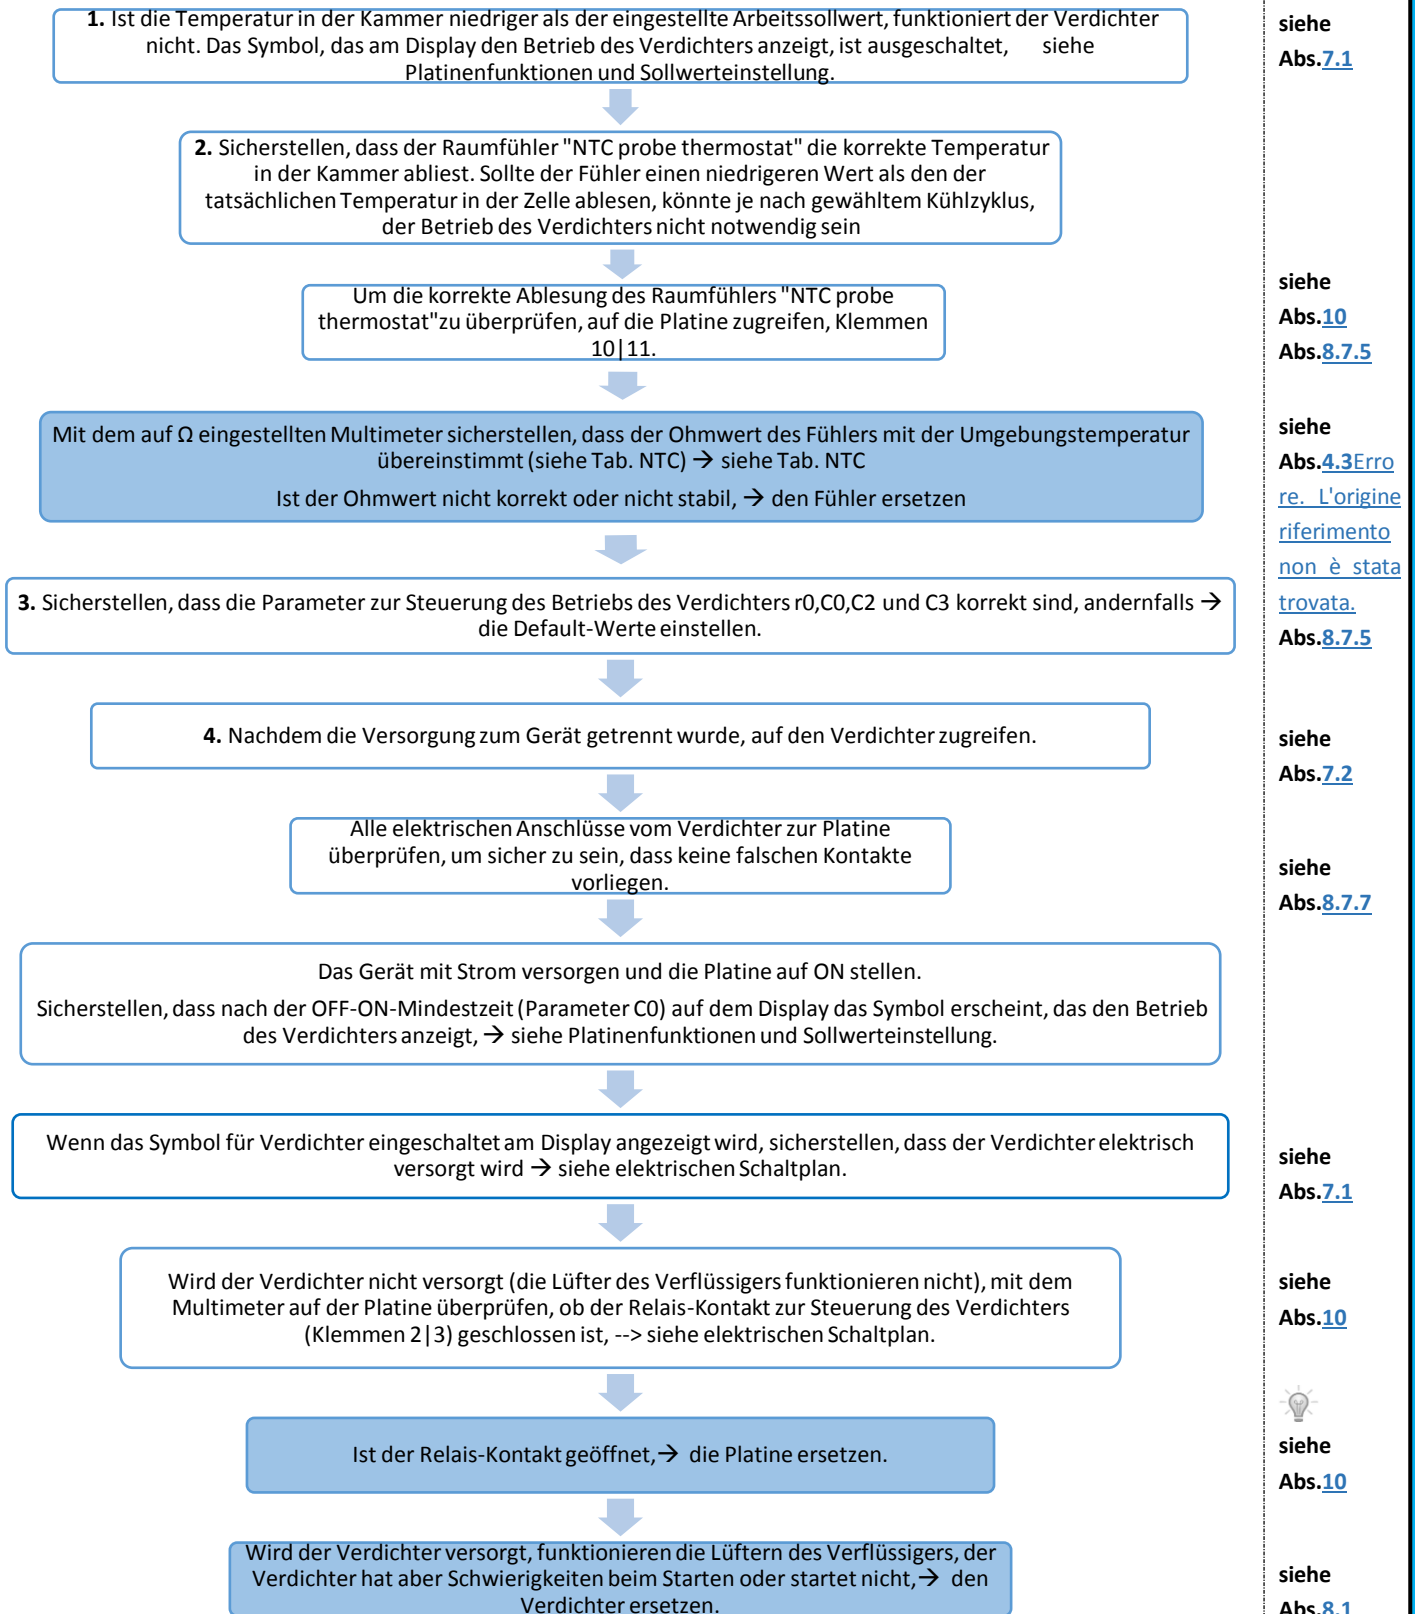 1. Ist die Temperatur in der Kammer niedriger als der eingestellte Arbeitssollwert, funktioniert der Verdichter
nicht. Das Symbol, das am Display den Betrieb des Verdichters anzeigt, ist ausgeschaltet, siehe
Platinenfunktionen und Sollwerteinstellung.
siehe
Abs.7.1
2. Sicherstellen, dass der Raumfühler "NTC probe thermostat" die korrekte Temperatur
in der Kammer abliest. Sollte der Fühler einen niedrigeren Wert als den der
tatsächlichen Temperatur in der Zelle ablesen, könnte je nach gewähltem Kühlzyklus,
der Betrieb des Verdichters nicht notwendig sein
Um die korrekte Ablesung des Raumfühlers "NTC probe
thermostat"zu überprüfen, auf die Platine zugreifen, Klemmen
10|11.
siehe
Abs.10
Abs.8.7.5
Mit dem auf Ω eingestellten Multimeter sicherstellen, dass der Ohmwert des Fühlers mit der Umgebungstemperatur
übereinstimmt (siehe Tab. NTC) → siehe Tab. NTC
Ist der Ohmwert nicht korrekt oder nicht stabil, → den Fühler ersetzen
siehe
Abs.4.3Erro
re. L'origine
riferimento
non è stata
trovata.
Abs.8.7.5
3. Sicherstellen, dass die Parameter zur Steuerung des Betriebs des Verdichters r0,C0,C2 und C3 korrekt sind, andernfalls →
die Default-Werte einstellen.
4. Nachdem die Versorgung zum Gerät getrennt wurde, auf den Verdichter zugreifen.
siehe
Abs.7.2
Alle elektrischen Anschlüsse vom Verdichter zur Platine
überprüfen, um sicher zu sein, dass keine falschen Kontakte
vorliegen.
siehe
Abs.8.7.7
Das Gerät mit Strom versorgen und die Platine auf ON stellen.
Sicherstellen, dass nach der OFF-ON-Mindestzeit (Parameter C0) auf dem Display das Symbol erscheint, das den Betrieb
des Verdichters anzeigt, → siehe Platinenfunktionen und Sollwerteinstellung.
Wenn das Symbol für Verdichter eingeschaltet am Display angezeigt wird, sicherstellen, dass der Verdichter elektrisch
versorgt wird → siehe elektrischen Schaltplan.
siehe
Abs.7.1
Wird der Verdichter nicht versorgt (die Lüfter des Verflüssigers funktionieren nicht), mit dem
Multimeter auf der Platine überprüfen, ob der Relais-Kontakt zur Steuerung des Verdichters
(Klemmen 2|3) geschlossen ist, --> siehe elektrischen Schaltplan.
siehe
Abs.10
Ist der Relais-Kontakt geöffnet,→ die Platine ersetzen.
siehe
Abs.10
Wird der Verdichter versorgt, funktionieren die Lüftern des Verflüssigers, der
Verdichter hat aber Schwierigkeiten beim Starten oder startet nicht,→ den
Verdichter ersetzen.
siehe
Abs.8.1